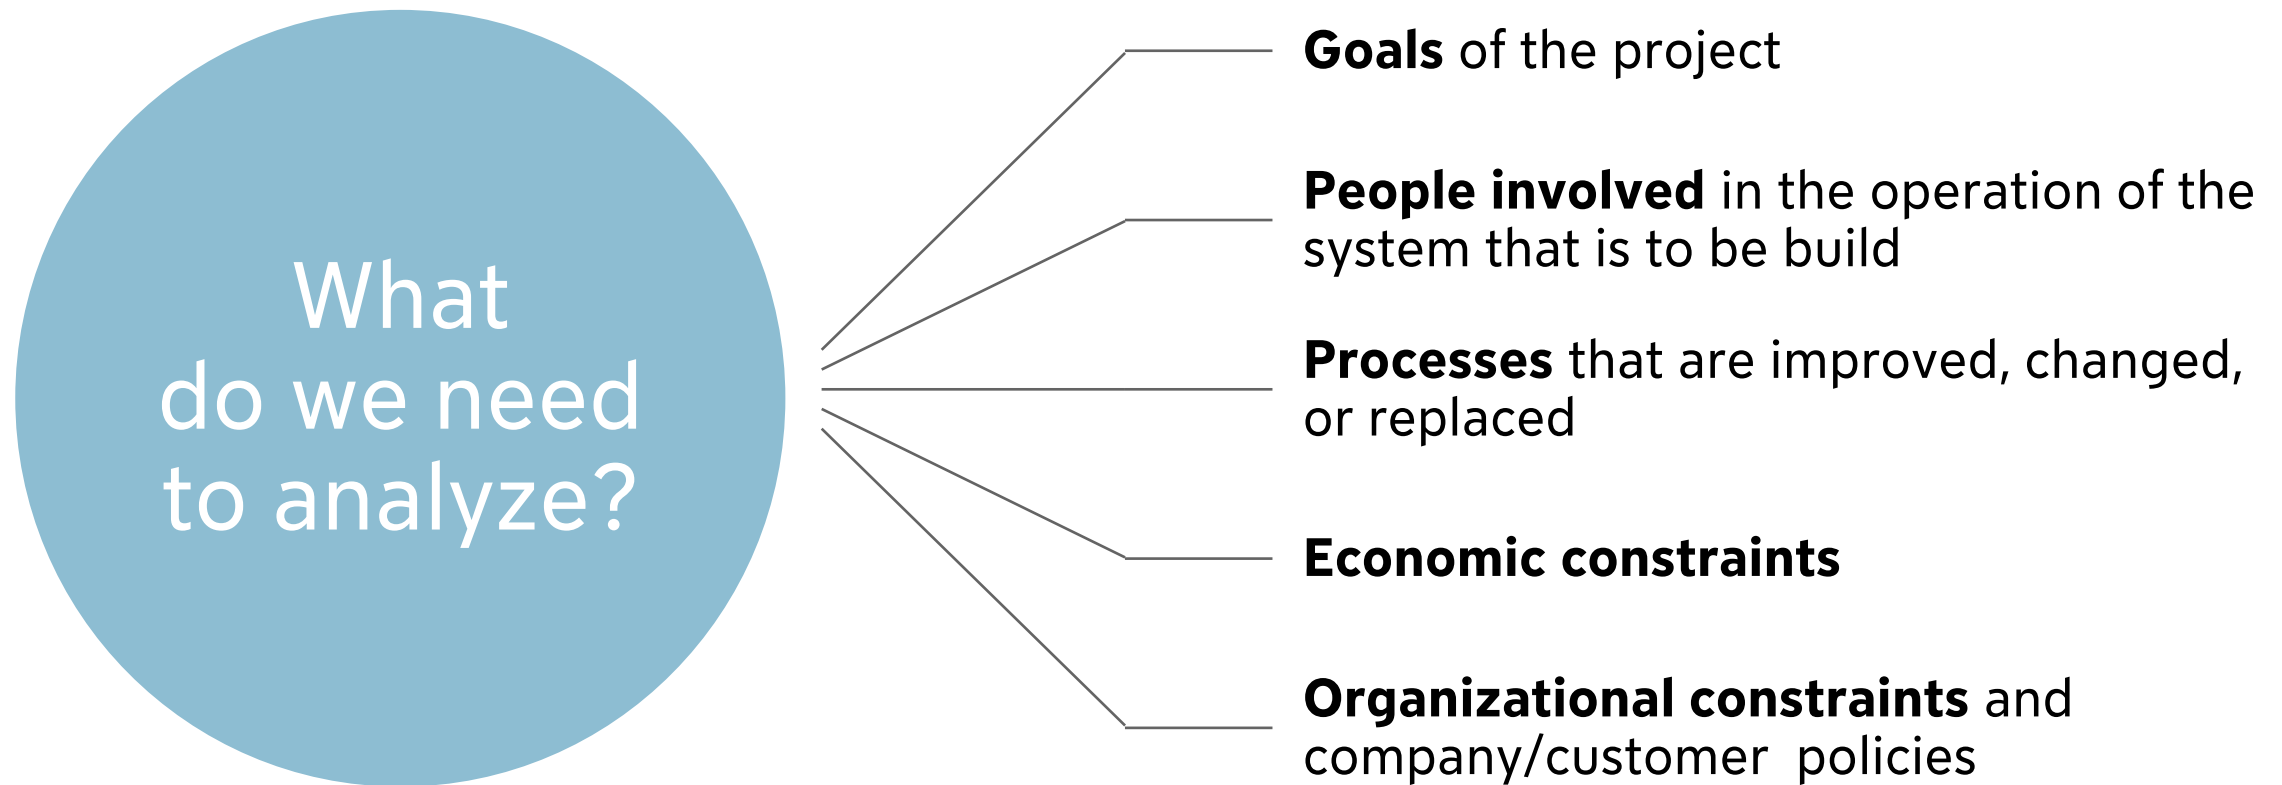 What
do we need
to analyze?
Goals of the project
People involved in the operation of the
system that is to be build
Processes that are improved, changed,
or replaced
Economic constraints
Organizational constraints and
company/customer  policies